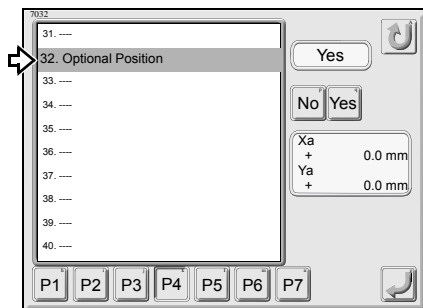 7032
31. ----
32. Optional Position
33. ----
34. ----
35. ----
36. ----
37. ----
38. ----
39. ----
40. ----
Yes
No Yes
Xa
+ 0.0 mm
Ya
+ 0.0 mm
P1 P2 P3 P4 P5 P6 P7